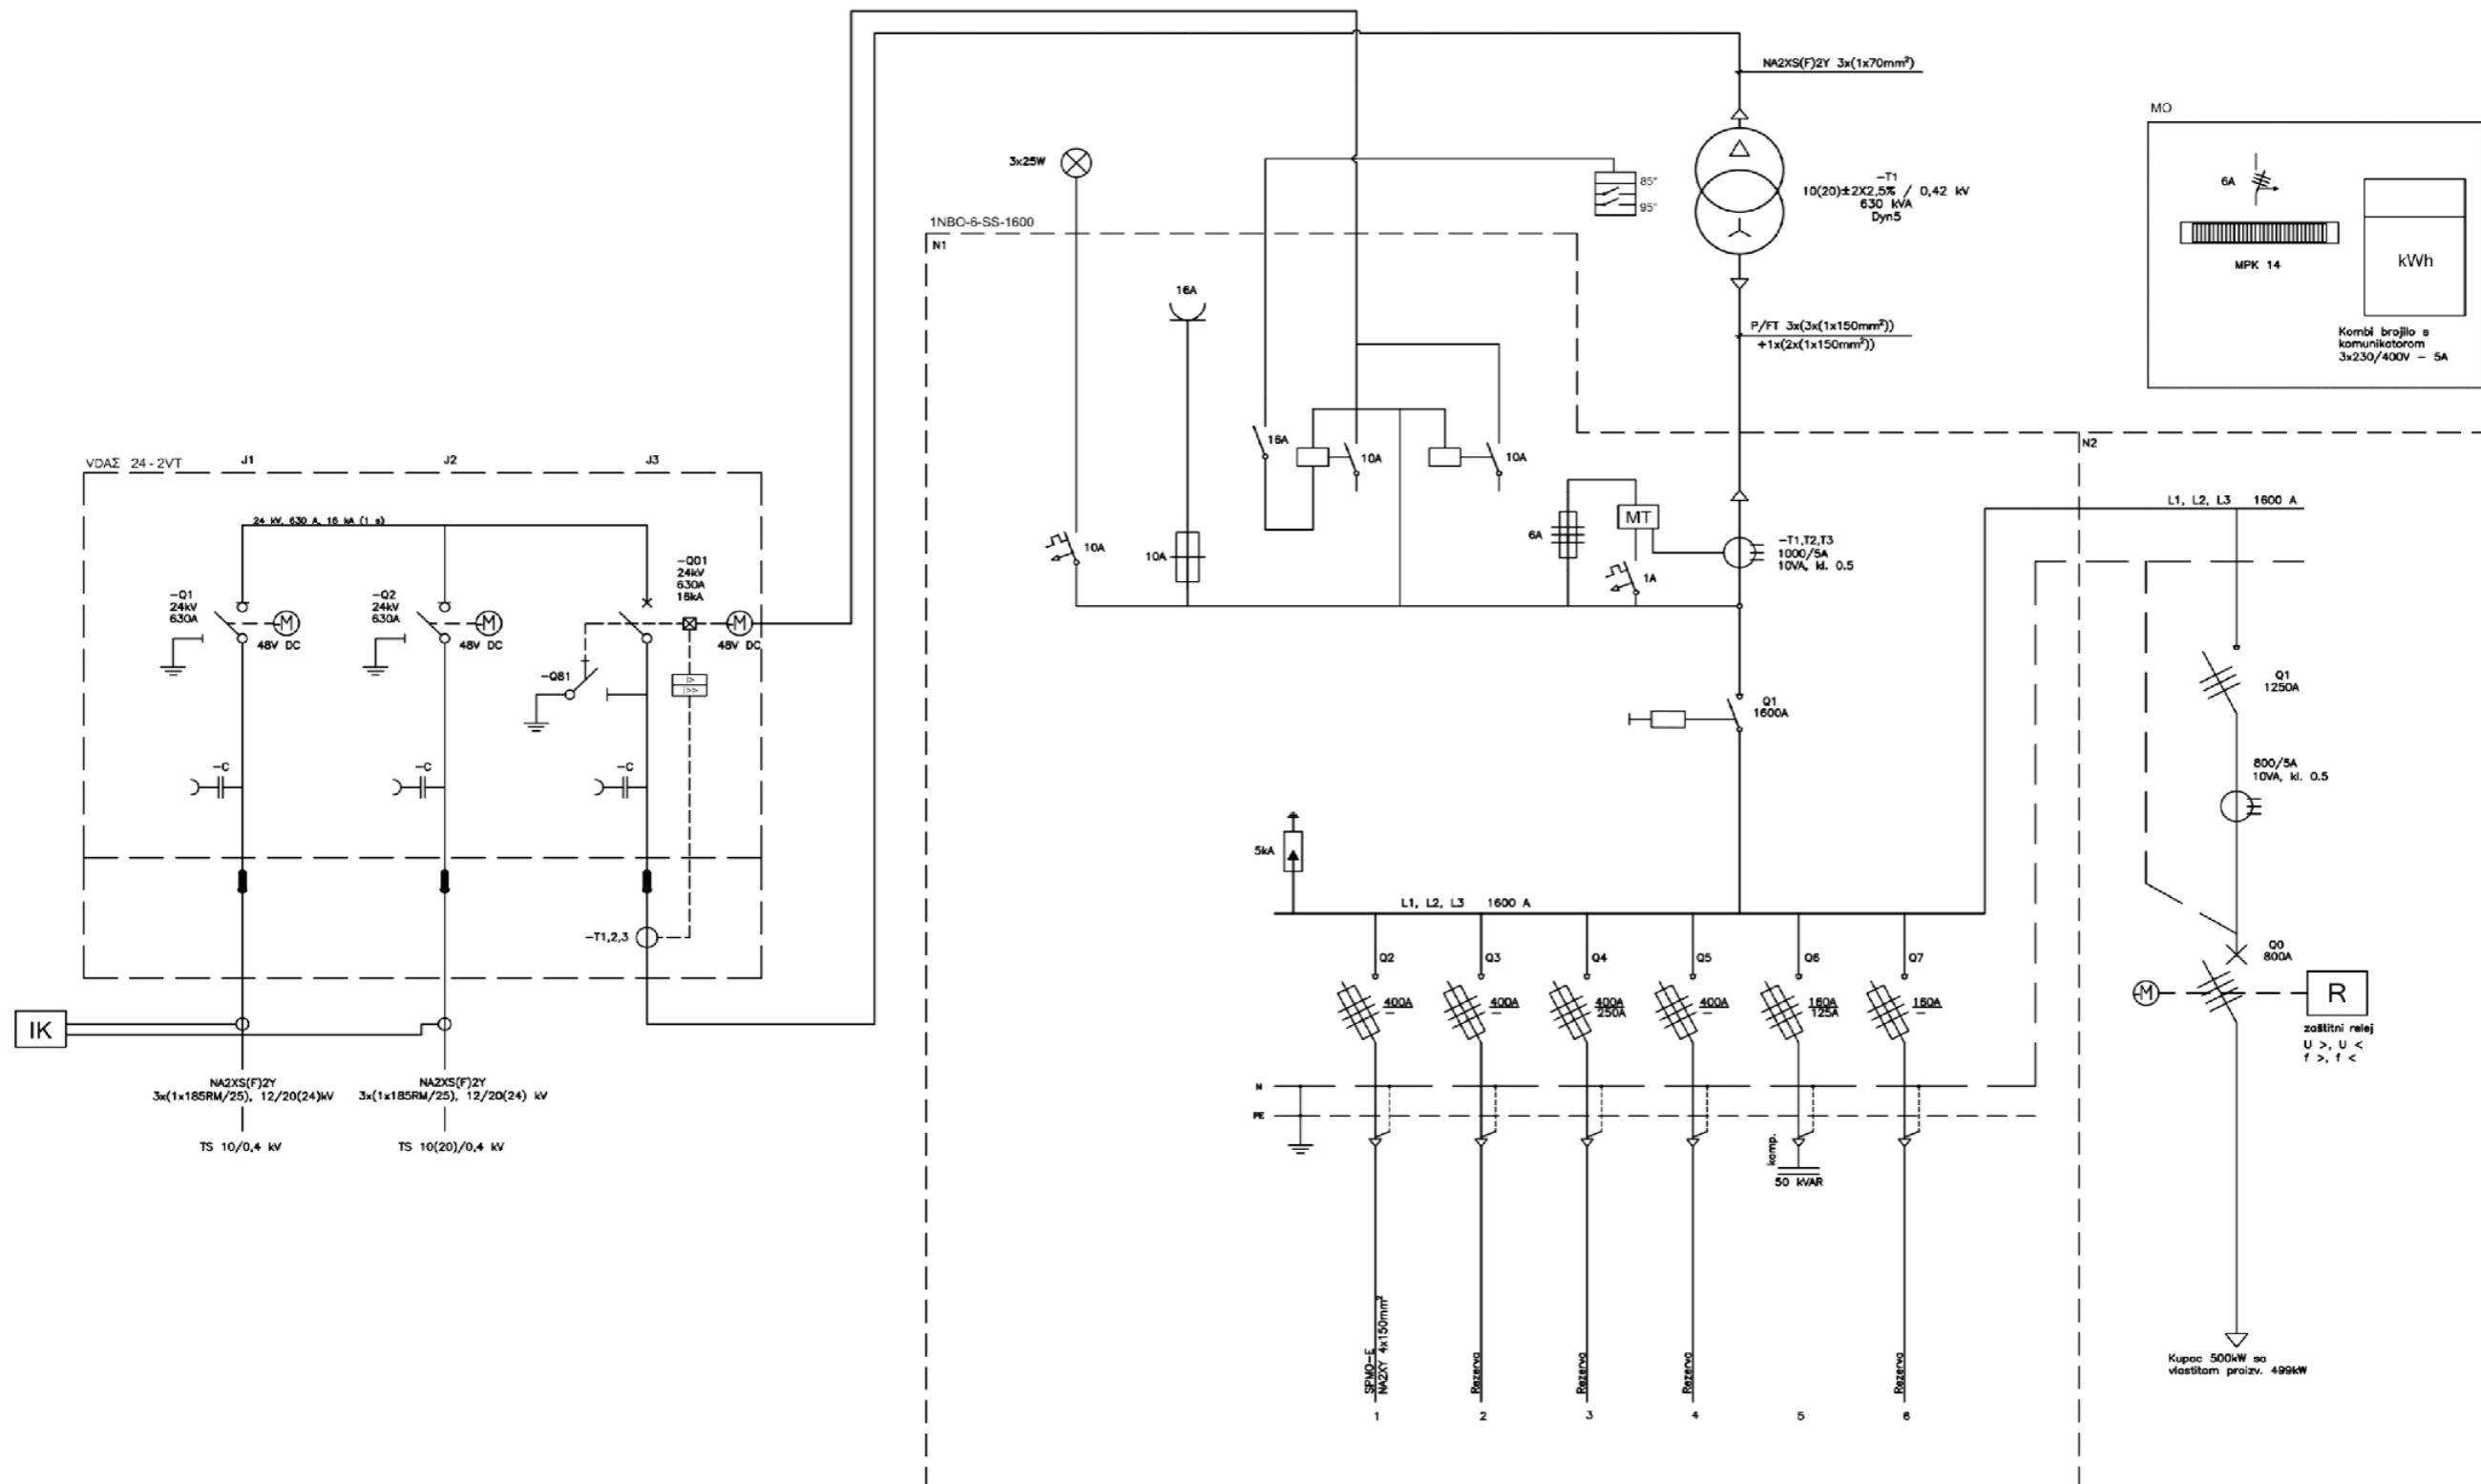 NA2XS(F)2Y 3x(1x70mm²)
MO
6A
MPK 14
kWh
Kombi brojilo s
komunikatorom
3x230/400V – 5A
3x25W
85°
95°
–T1
10(20)±2X2,5% / 0,42 kV
630 kVA
Dyn5
1NBO-6-SS-1600
N1
16A
P/FT 3x(3x(1x150mm²))
+1x(2x(1x150mm²))
16A
10A
10A
N2
VDAΣ 24 - 2VT
J1
J2
J3
24 kV, 630 A, 16 kA (1 s)
L1, L2, L3 1600 A
6A
MT
–T1,T2,T3
1000/5A
10VA, kl. 0.5
10A
10A
1A
–Q1
24kV
630A
M
48V DC
–Q2
24kV
630A
M
48V DC
–Q01
24kV
630A
16kA
M
48V DC
–Q81
I>
I>>
Q1
1250A
Q1
1600A
–C
–C
–C
800/5A
10VA, kl. 0.5
5kA
L1, L2, L3 1600 A
–T1,2,3
Q2
Q3
Q4
Q5
Q6
Q7
Q0
800A
400A
–
400A
–
400A
250A
400A
–
160A
125A
160A
–
M
R
zaštitni relej
U >, U <
f >, f <
IK
NA2XS(F)2Y
3x(1x185RM/25), 12/20(24)kV
NA2XS(F)2Y
3x(1x185RM/25), 12/20(24) kV
TS 10/0,4 kV
TS 10(20)/0,4 kV
N
PE
komp.
50 kVAR
SPMO–E
NA2XY 4x150mm²
Rezerva
Rezerva
Rezerva
Rezerva
1
2
3
4
5
6
Kupac 500kW sa
vlastitom proizv. 499kW